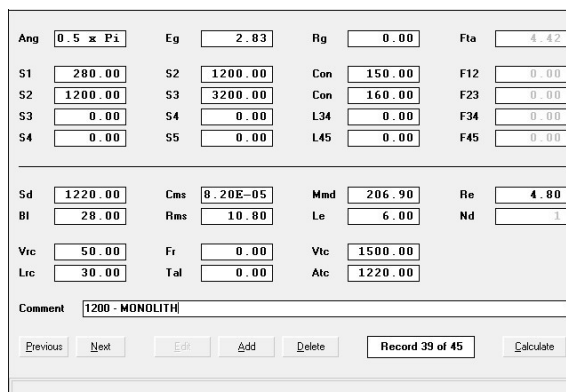 Ang 0.5 x Pi Eg 2.83 Rg 0.00 Fta 4.42
S1 280.00 S2 1200.00 Con 150.00 F12 0.00
S2 1200.00 S3 3200.00 Con 160.00 F23 0.00
S3 0.00 S4 0.00 L34 0.00 F34 0.00
S4 0.00 S5 0.00 L45 0.00 F45 0.00
Sd 1220.00 Cms 8.20E-05 Mmd 206.90 Re 4.80
Bl 28.00 Rms 10.80 Le 6.00 Nd 1
Vrc 50.00 Fr 0.00 Vtc 1500.00
Lrc 30.00 Tal 0.00 Atc 1220.00
Comment 1200 - MONOLITH
Previous Next Edit Add Delete Record 39 of 45 Calculate